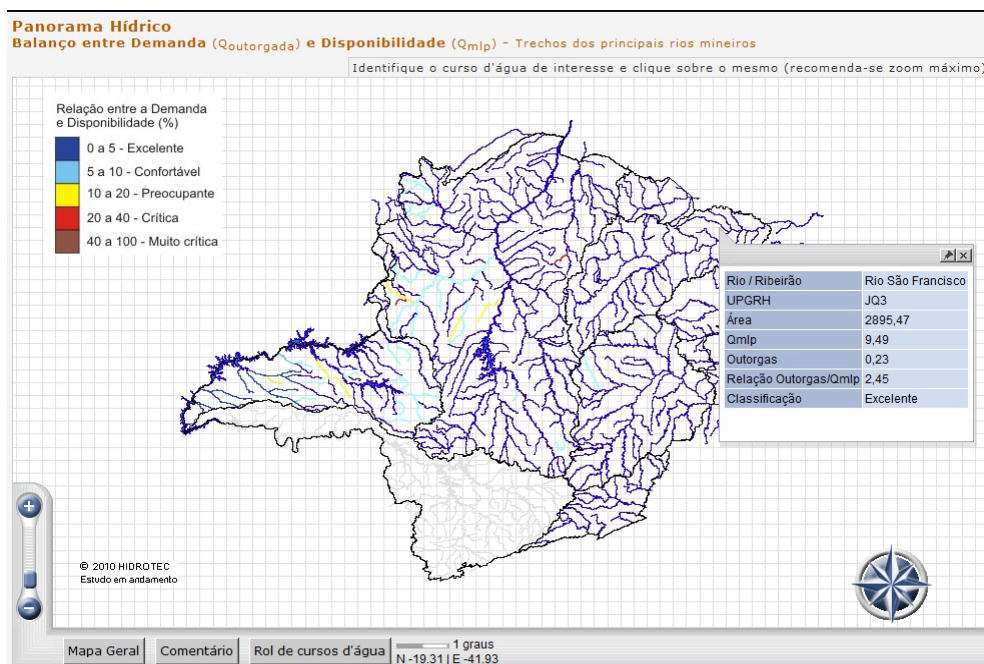 Panorama Hídrico
Balanço entre Demanda (Qoutorgada) e Disponibilidade (Qmlp) - Trechos dos principais rios mineiros
Identifique o curso d'água de interesse e clique sobre o mesmo (recomenda-se zoom máximo)
Relação entre a Demanda
e Disponibilidade (%)
0 a 5 - Excelente
5 a 10 - Confortável
10 a 20 - Preocupante
20 a 40 - Crítica
40 a 100 - Muito crítica
Rio / Ribeirão Rio São Francisco
UPGRH JQ3
Área 2895,47
Qmlp 9,49
Outorgas 0,23
Relação Outorgas/Qmlp 2,45
Classificação Excelente
© 2010 HIDROTEC
Estudo em andamento
Mapa Geral Comentário Rol de cursos d'água 1 graus
N -19.31 | E -41.93